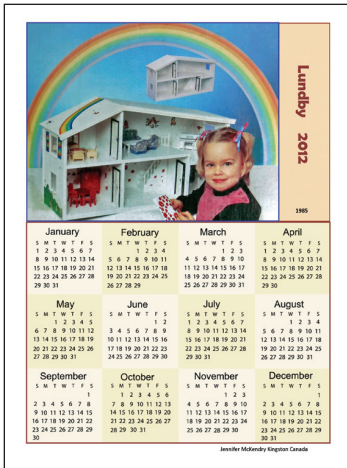 Lundby 2012
1985
January
S M T W T F S
1 2 3 4 5 6 7
8 9 10 11 12 13 14
15 16 17 18 19 20 21
22 23 24 25 26 27 28
29 30 31
February
S M T W T F S
1 2 3 4
5 6 7 8 9 10 11
12 13 14 15 16 17 18
19 20 21 22 23 24 25
26 27 28 29
March
S M T W T F S
1 2 3
4 5 6 7 8 9 10
11 12 13 14 15 16 17
18 19 20 21 22 23 24
25 26 27 28 29 30 31
April
S M T W T F S
1 2 3 4 5 6 7
8 9 10 11 12 13 14
15 16 17 18 19 20 21
22 23 24 25 26 27 28
29 30
May
S M T W T F S
1 2 3 4 5
6 7 8 9 10 11 12
13 14 15 16 17 18 19
20 21 22 23 24 25 26
27 28 29 30 31
June
S M T W T F S
1 2
3 4 5 6 7 8 9
10 11 12 13 14 15 16
17 18 19 20 21 22 23
24 25 26 27 28 29 30
July
S M T W T F S
1 2 3 4 5 6 7
8 9 10 11 12 13 14
15 16 17 18 19 20 21
22 23 24 25 26 27 28
29 30 31
August
S M T W T F S
1 2 3 4
5 6 7 8 9 10 11
12 13 14 15 16 17 18
19 20 21 22 23 24 25
26 27 28 29 30 31
September
S M T W T F S
1
2 3 4 5 6 7 8
9 10 11 12 13 14 15
16 17 18 19 20 21 22
23 24 25 26 27 28 29
30
October
S M T W T F S
1 2 3 4 5 6
7 8 9 10 11 12 13
14 15 16 17 18 19 20
21 22 23 24 25 26 27
28 29 30 31
November
S M T W T F S
1 2 3
4 5 6 7 8 9 10
11 12 13 14 15 16 17
18 19 20 21 22 23 24
25 26 27 28 29 30
December
S M T W T F S
1
2 3 4 5 6 7 8
9 10 11 12 13 14 15
16 17 18 19 20 21 22
23 24 25 26 27 28 29
30 31
Jennifer McKendry Kingston Canada